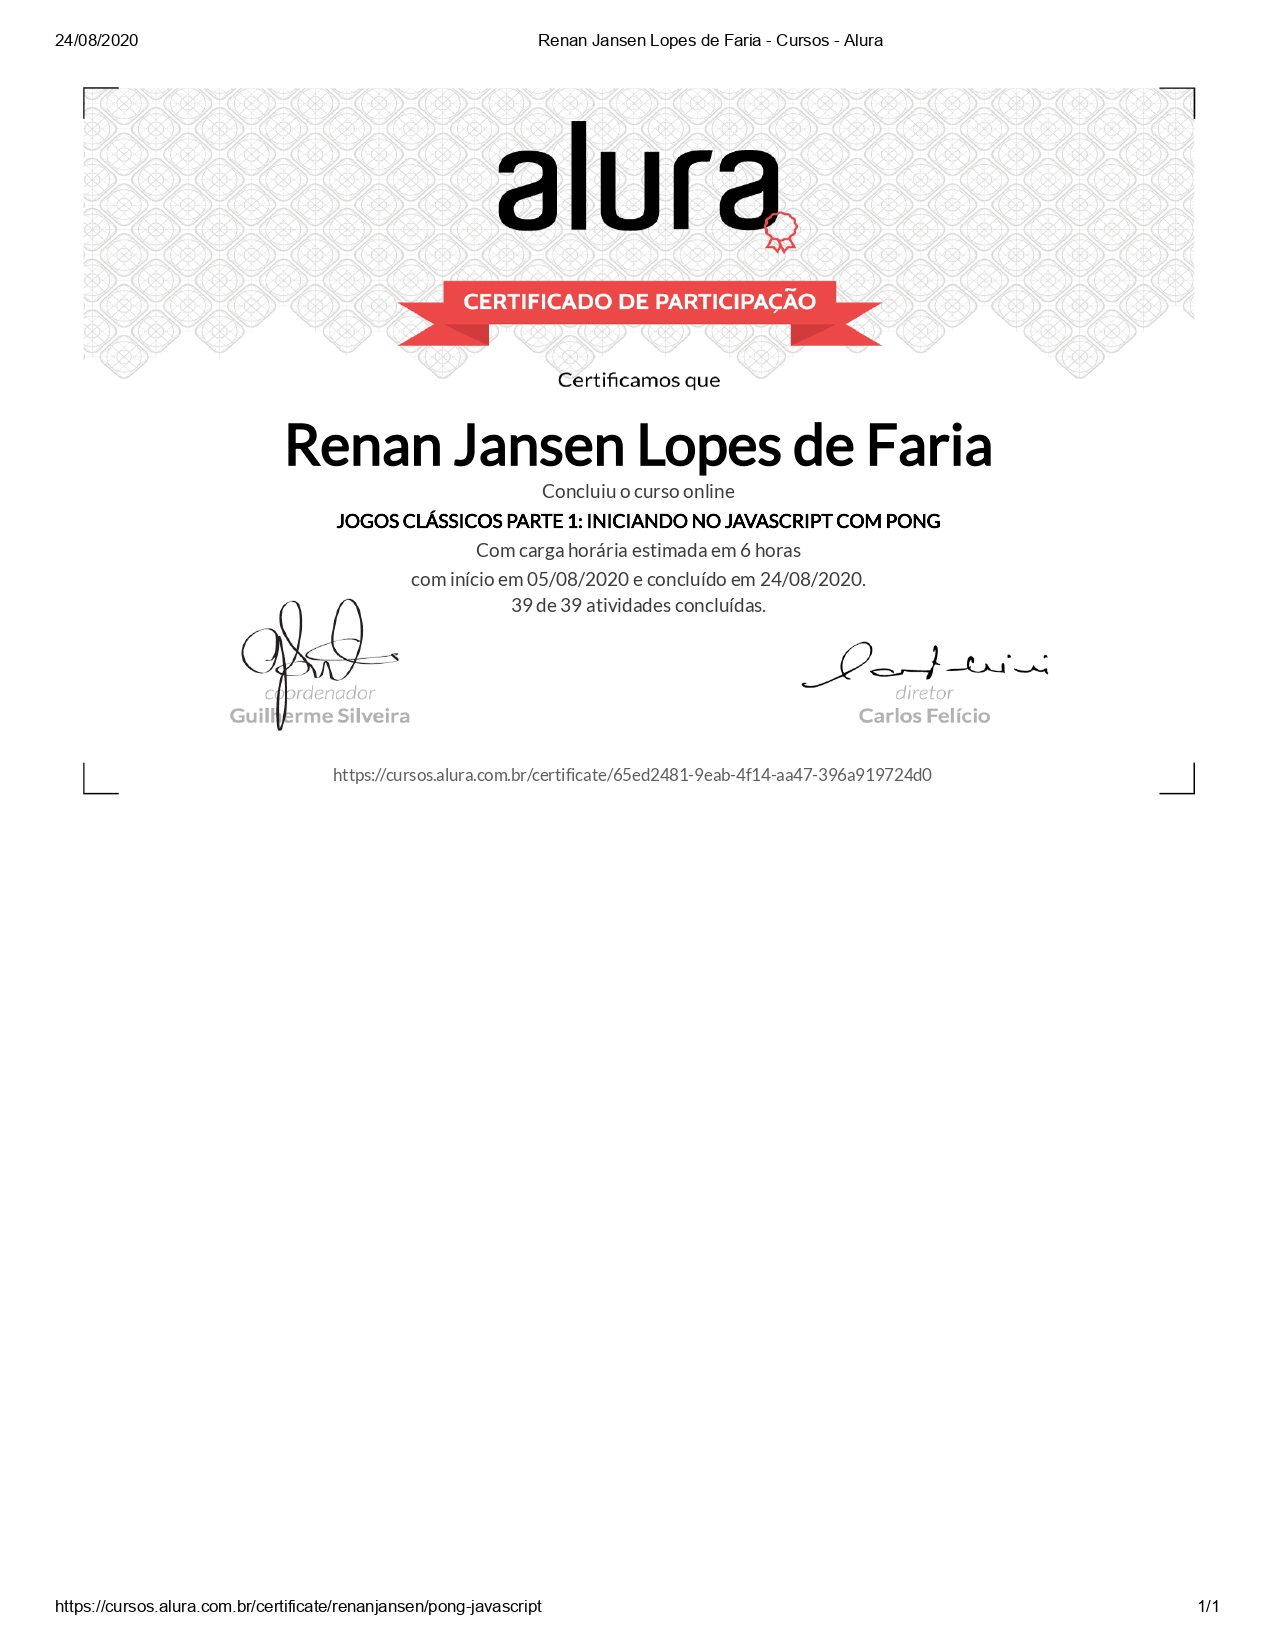 24/08/2020 Renan Jansen Lopes de Faria - Cursos - Alura
alura
CERTIFICADO DE PARTICIPAÇÃO
Certificamos que
Renan Jansen Lopes de Faria
Concluiu o curso online
JOGOS CLÁSSICOS PARTE 1: INICIANDO NO JAVASCRIPT COM PONG
Com carga horária estimada em 6 horas
com início em 05/08/2020 e concluído em 24/08/2020.
39 de 39 atividades concluídas.
coordenador
Guilherme Silveira
diretor
Carlos Felício
https://cursos.alura.com.br/certificate/65ed2481-9eab-4f14-aa47-396a919724d0
https://cursos.alura.com.br/certificate/renanjansen/pong-javascript 1/1